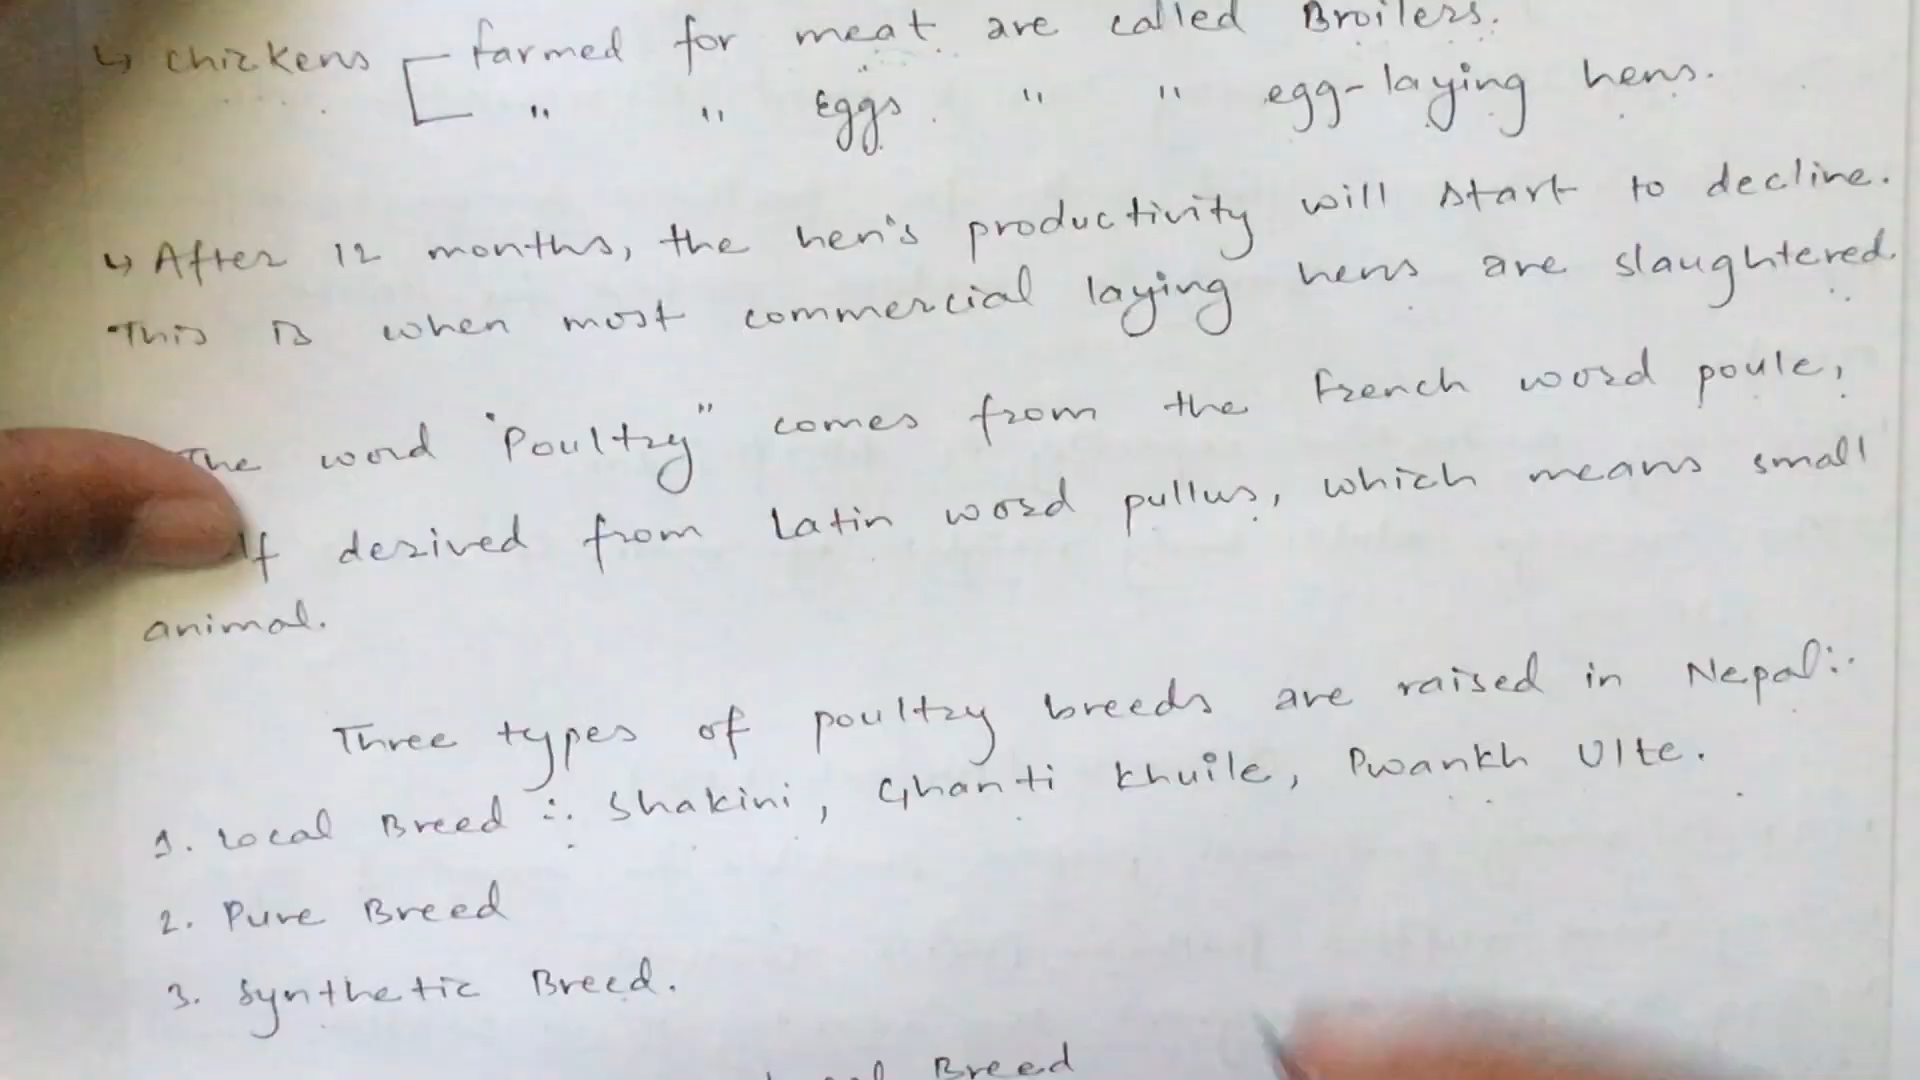 ↳ chickens farmed for meat are called Broilers.
" " Eggs " " egg-laying hens.
↳ After 12 months, the hen's productivity will start to decline.
This is when most commercial laying hens are slaughtered.
The word "Poultry" comes from the French word poule,
derived from Latin word pullus, which means small
animal.
Three types of poultry breeds are raised in Nepal:-
1. Local Breed :- Shakini, Ghanti Khuile, Pwankh Ulte.
2. Pure Breed
3. Synthetic Breed.
Breed